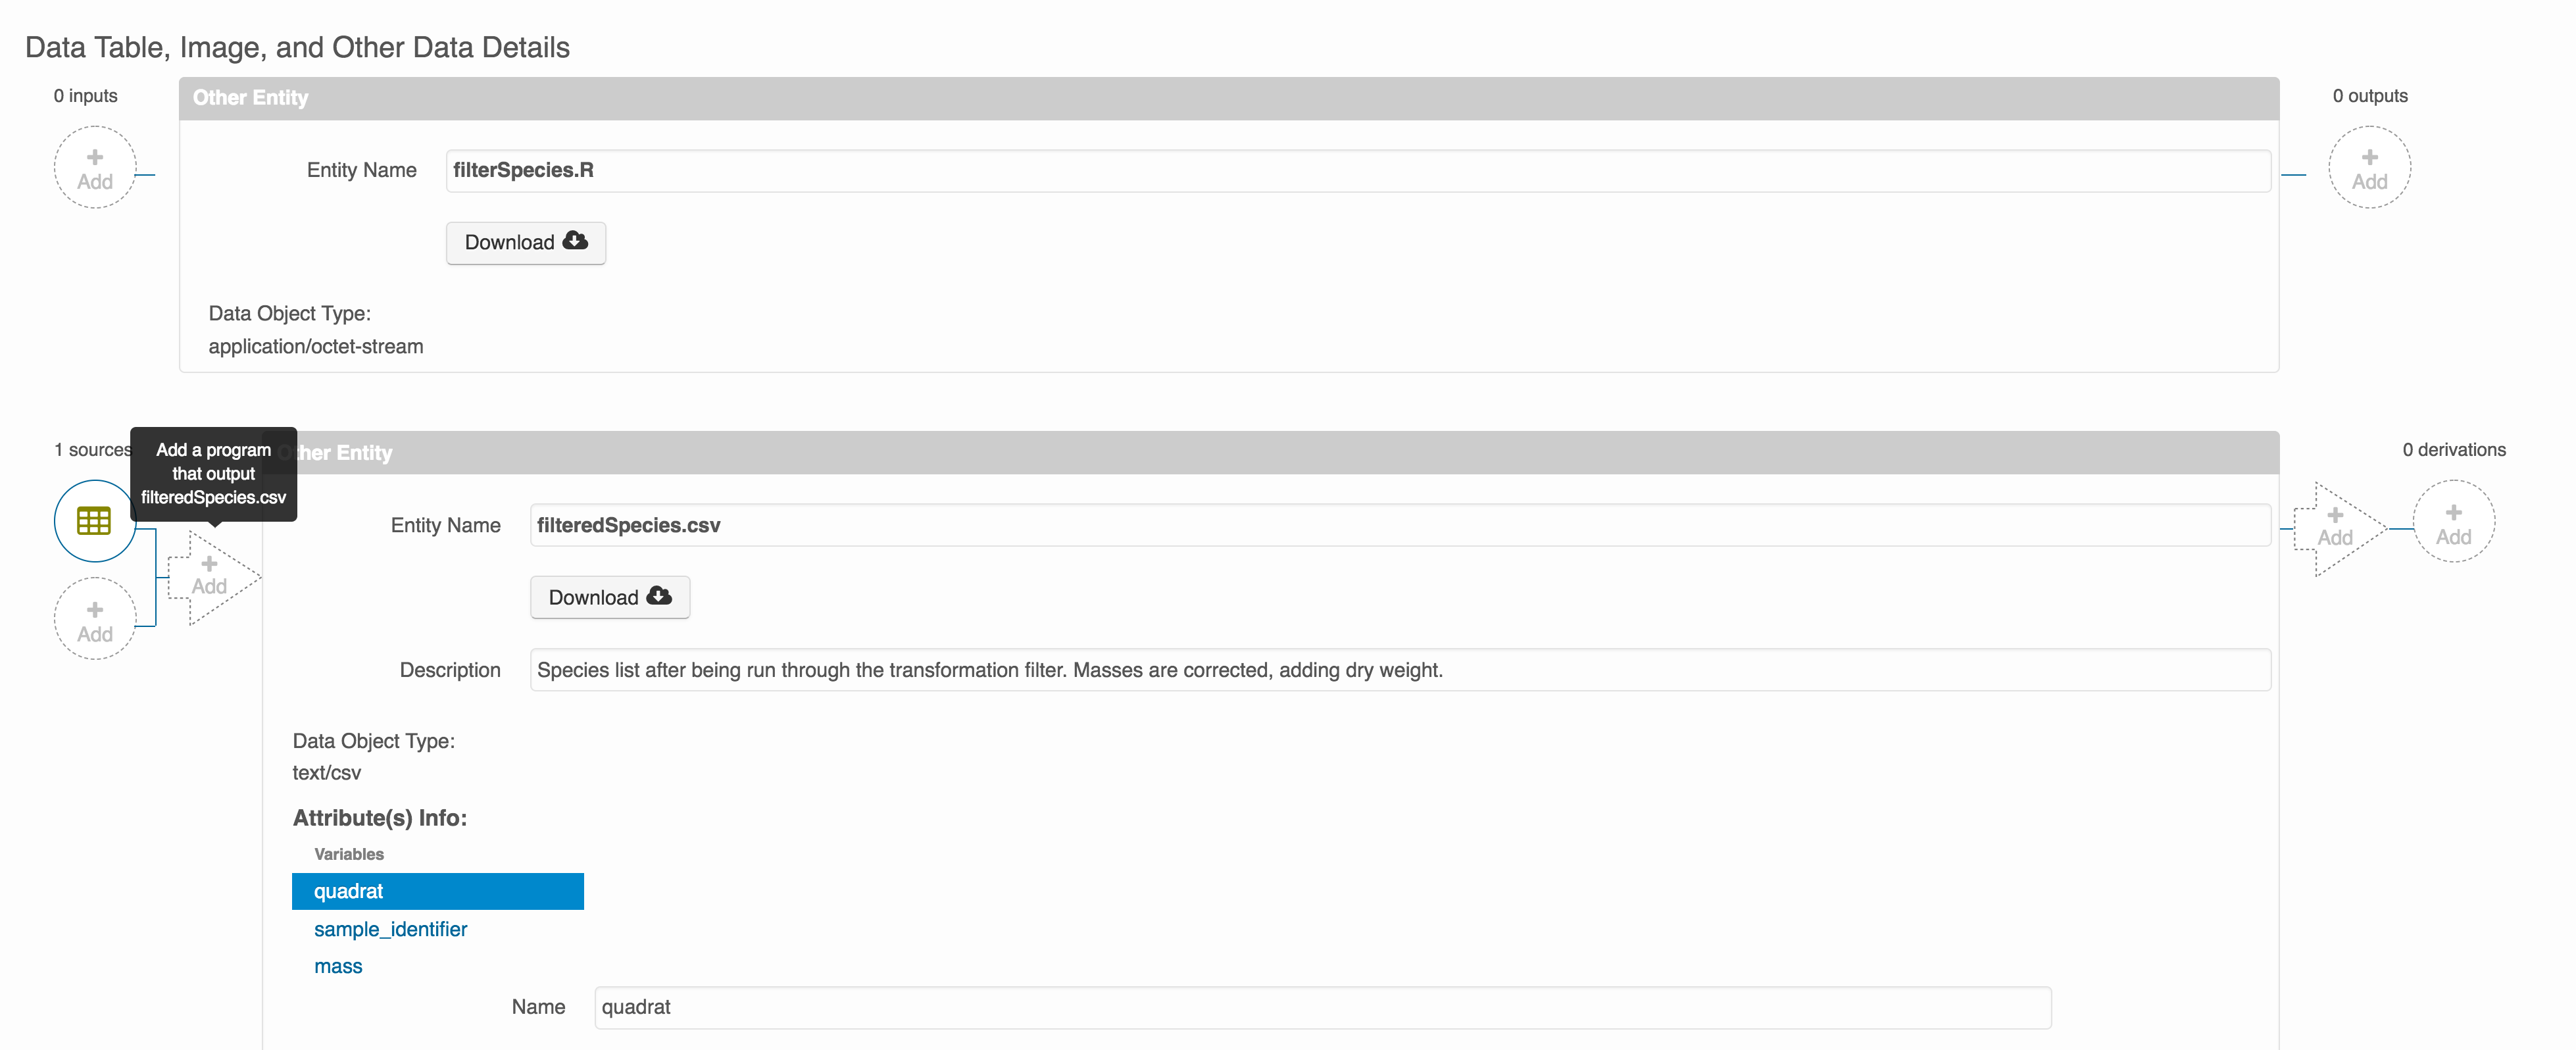 Data Table, Image, and Other Data Details
0 inputs
Other Entity
0 outputs
Add
Entity Name
filterSpecies.R
Add
Download
Data Object Type:
application/octet-stream
1 sources
Add a program
that output
filteredSpecies.csv
Other Entity
0 derivations
Entity Name
filteredSpecies.csv
Add
Add
Add
Add
Download
Description
Species list after being run through the transformation filter. Masses are corrected, adding dry weight.
Data Object Type:
text/csv
Attribute(s) Info:
Variables
quadrat
sample_identifier
mass
Name
quadrat